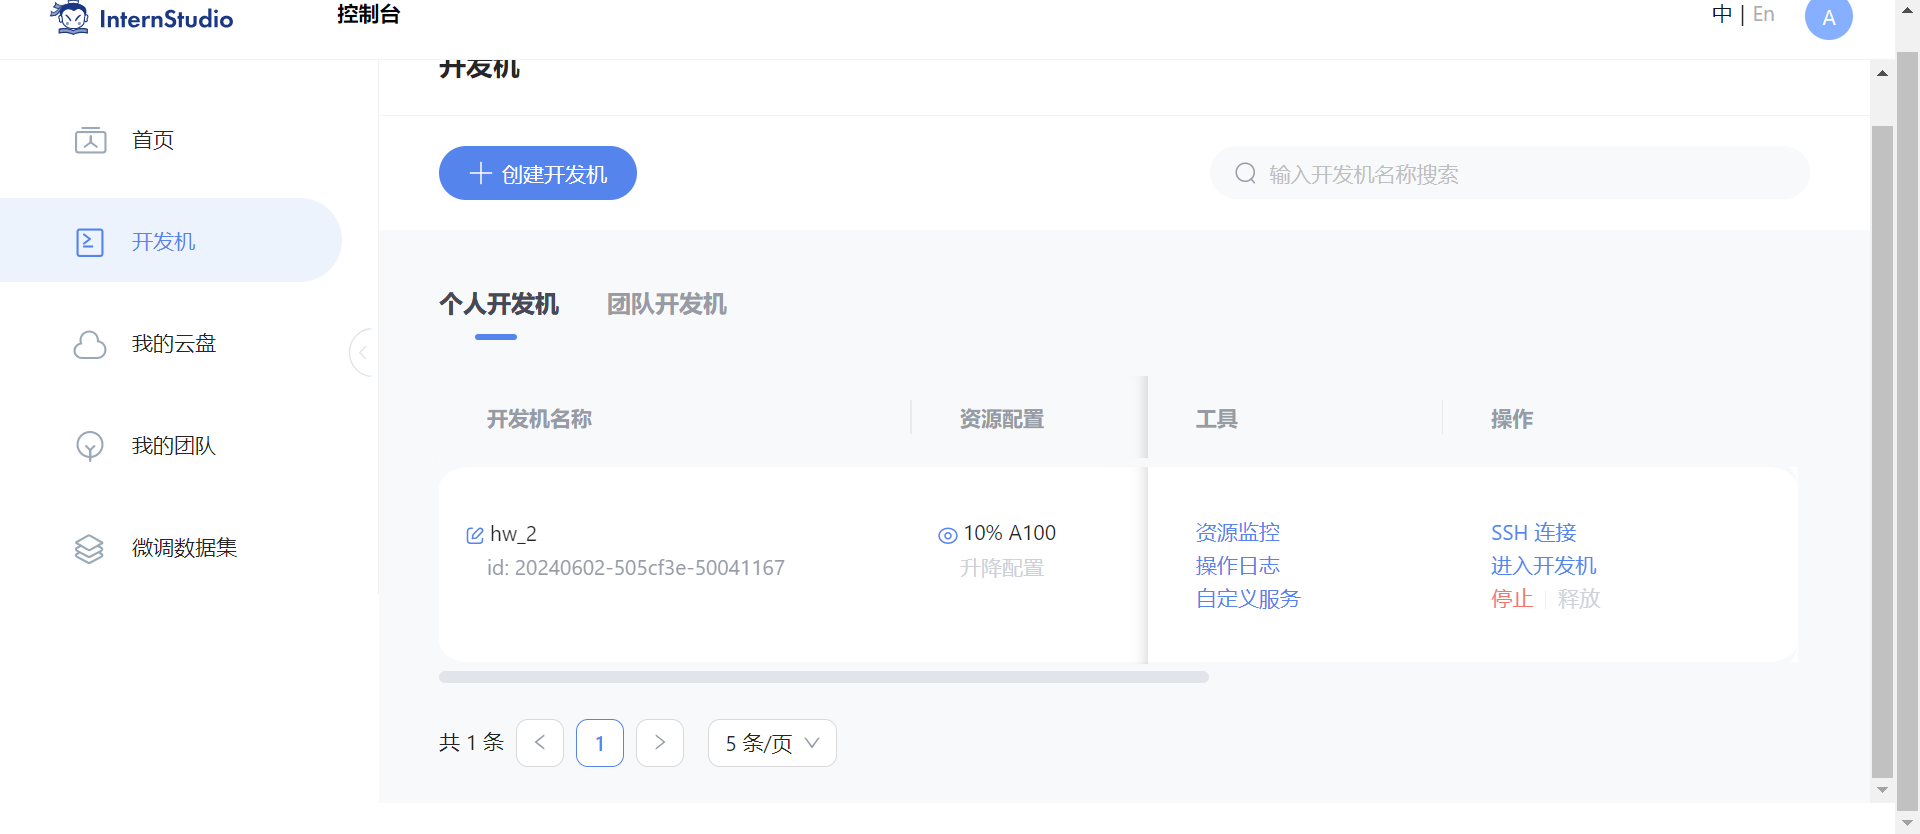 InternStudio
控制台
中 | En
A
首页
开发机
我的云盘
我的团队
微调数据集
开发机
创建开发机
输入开发机名称搜索
个人开发机 团队开发机
开发机名称 资源配置 工具 操作
hw_2 10% A100 资源监控 SSH 连接
id: 20240602-505cf3e-50041167 升降配置 操作日志 进入开发机
自定义服务 停止 释放
共 1 条 1 5 条/页